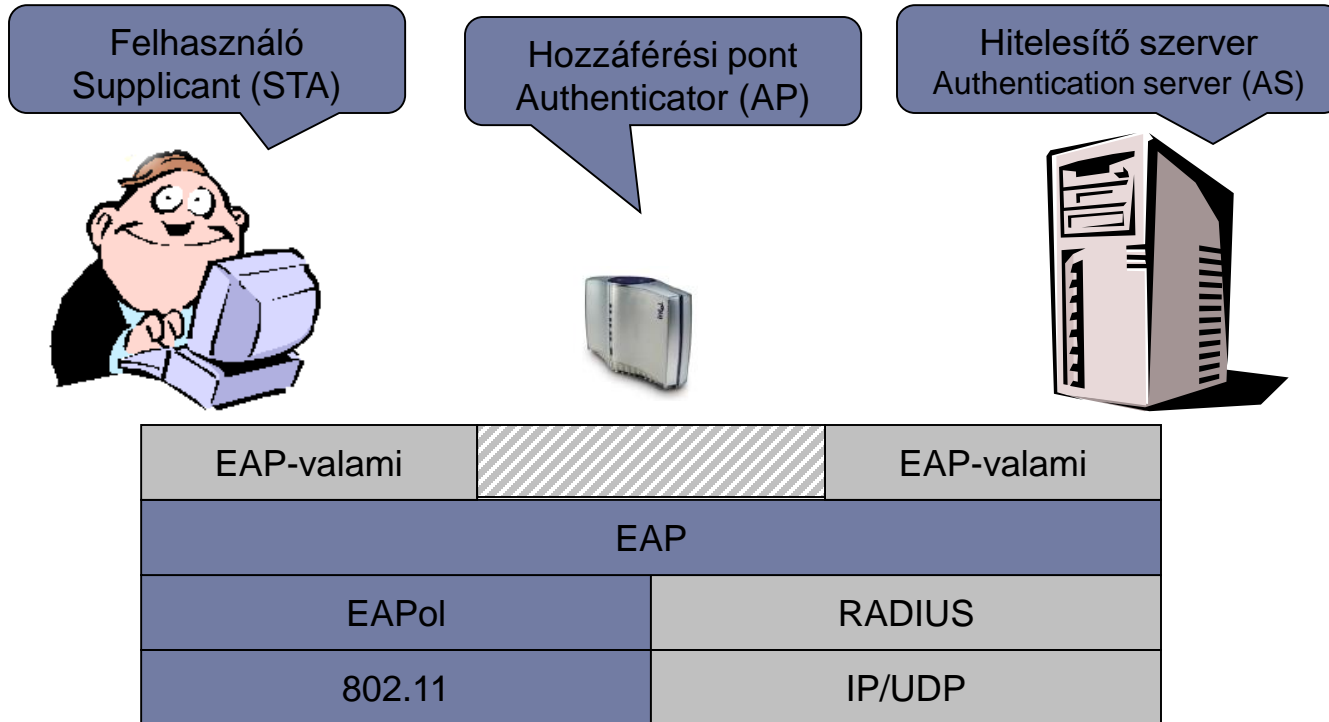 Felhasználó
Supplicant (STA)
Hozzáférési pont
Authenticator (AP)
Hitelesítő szerver
Authentication server (AS)
EAP-valami
EAP-valami
EAP
EAPol
RADIUS
802.11
IP/UDP